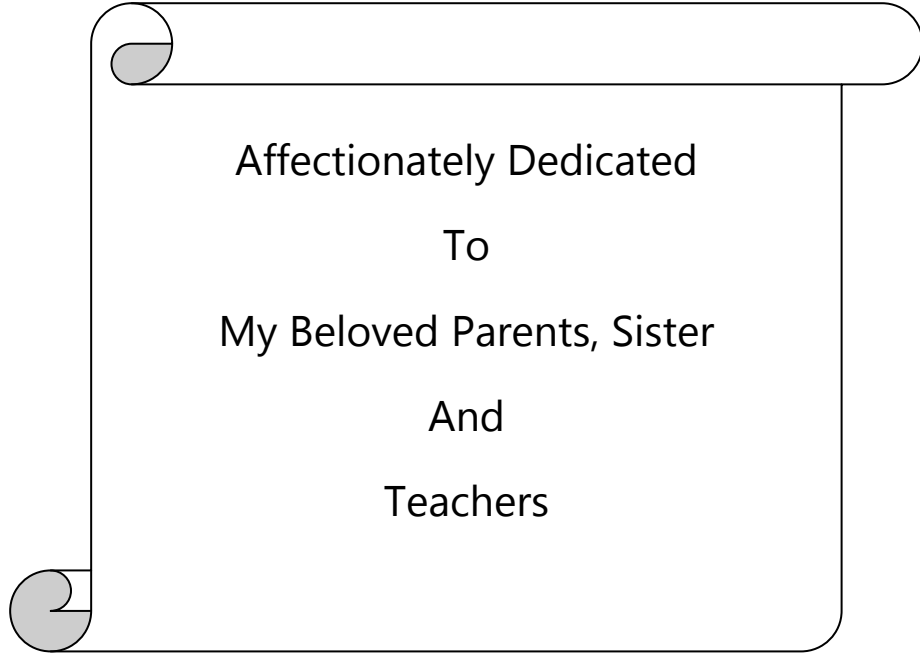 Affectionately Dedicated
To
My Beloved Parents, Sister
And
Teachers